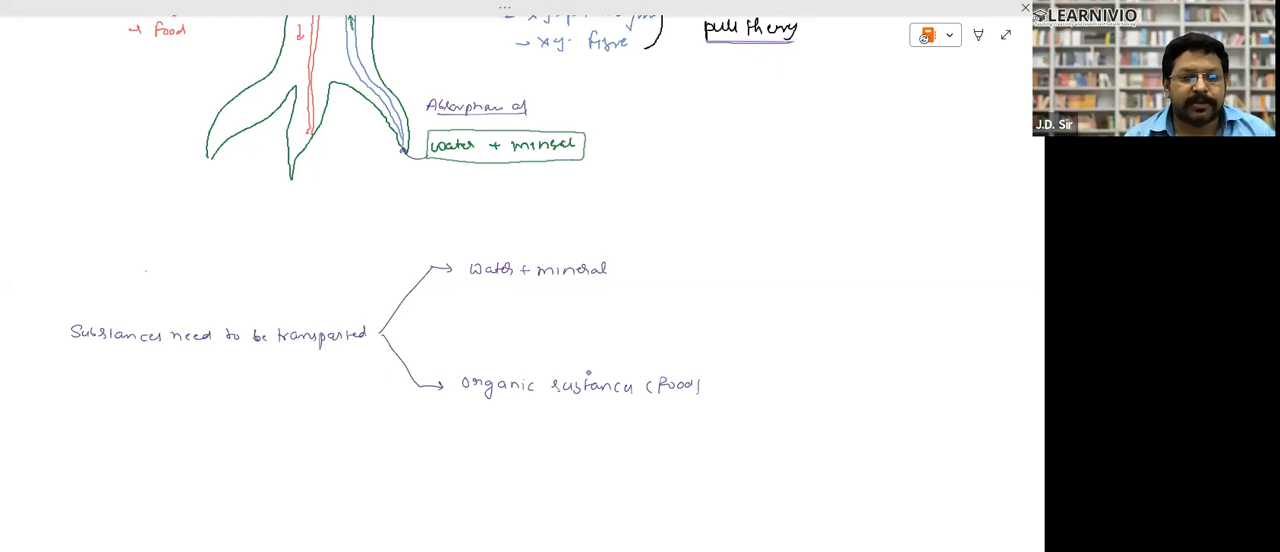 → food
→ xy. fibre
pull theory
LEARNIVIO
J.D. Sir
Absorption of
water + mineral
water + mineral
Substances need to be transported
Organic substance (food)